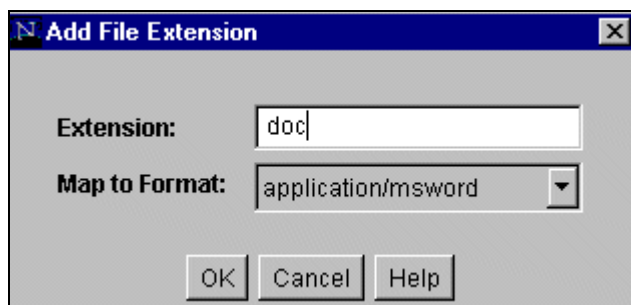 N Add File Extension
Extension: doc
Map to Format: application/msword
OK Cancel Help